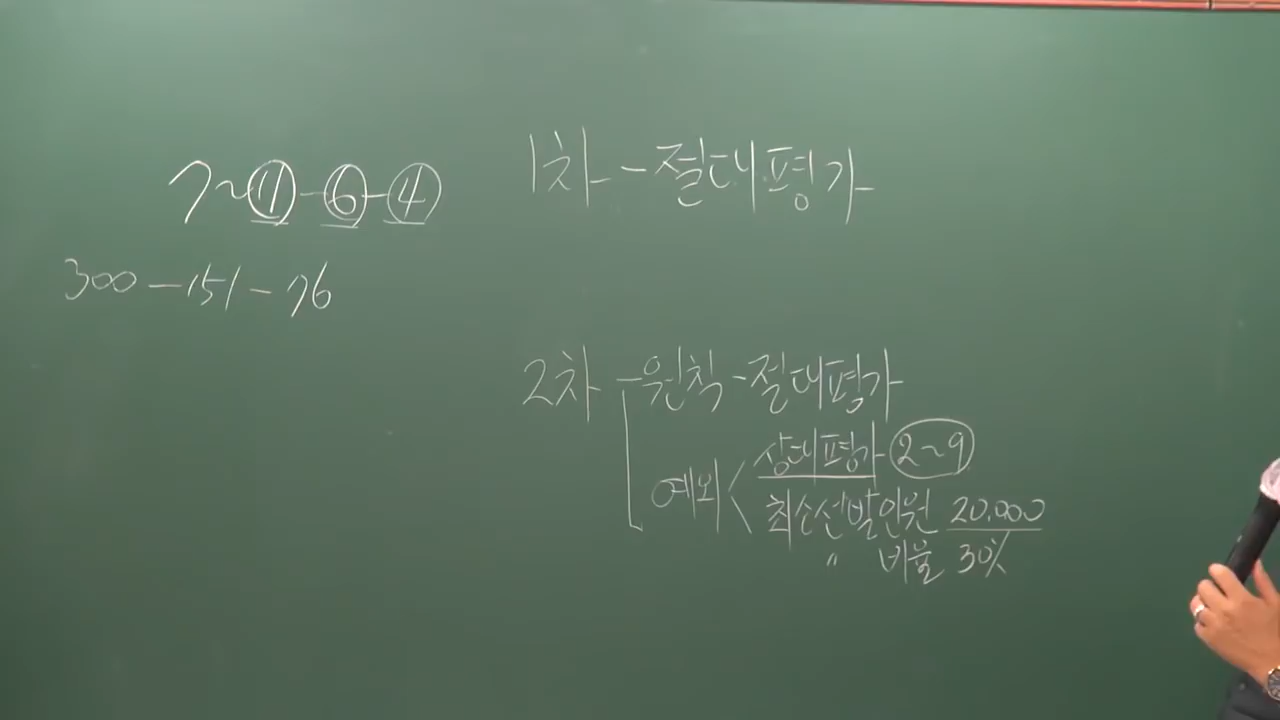 7~⑪-⑥-④
300-151-76
1차-절대평가
2차-원칙-절대평가
예외<상대평가 2~9
최소선발인원 20.000
〃 비율 30%